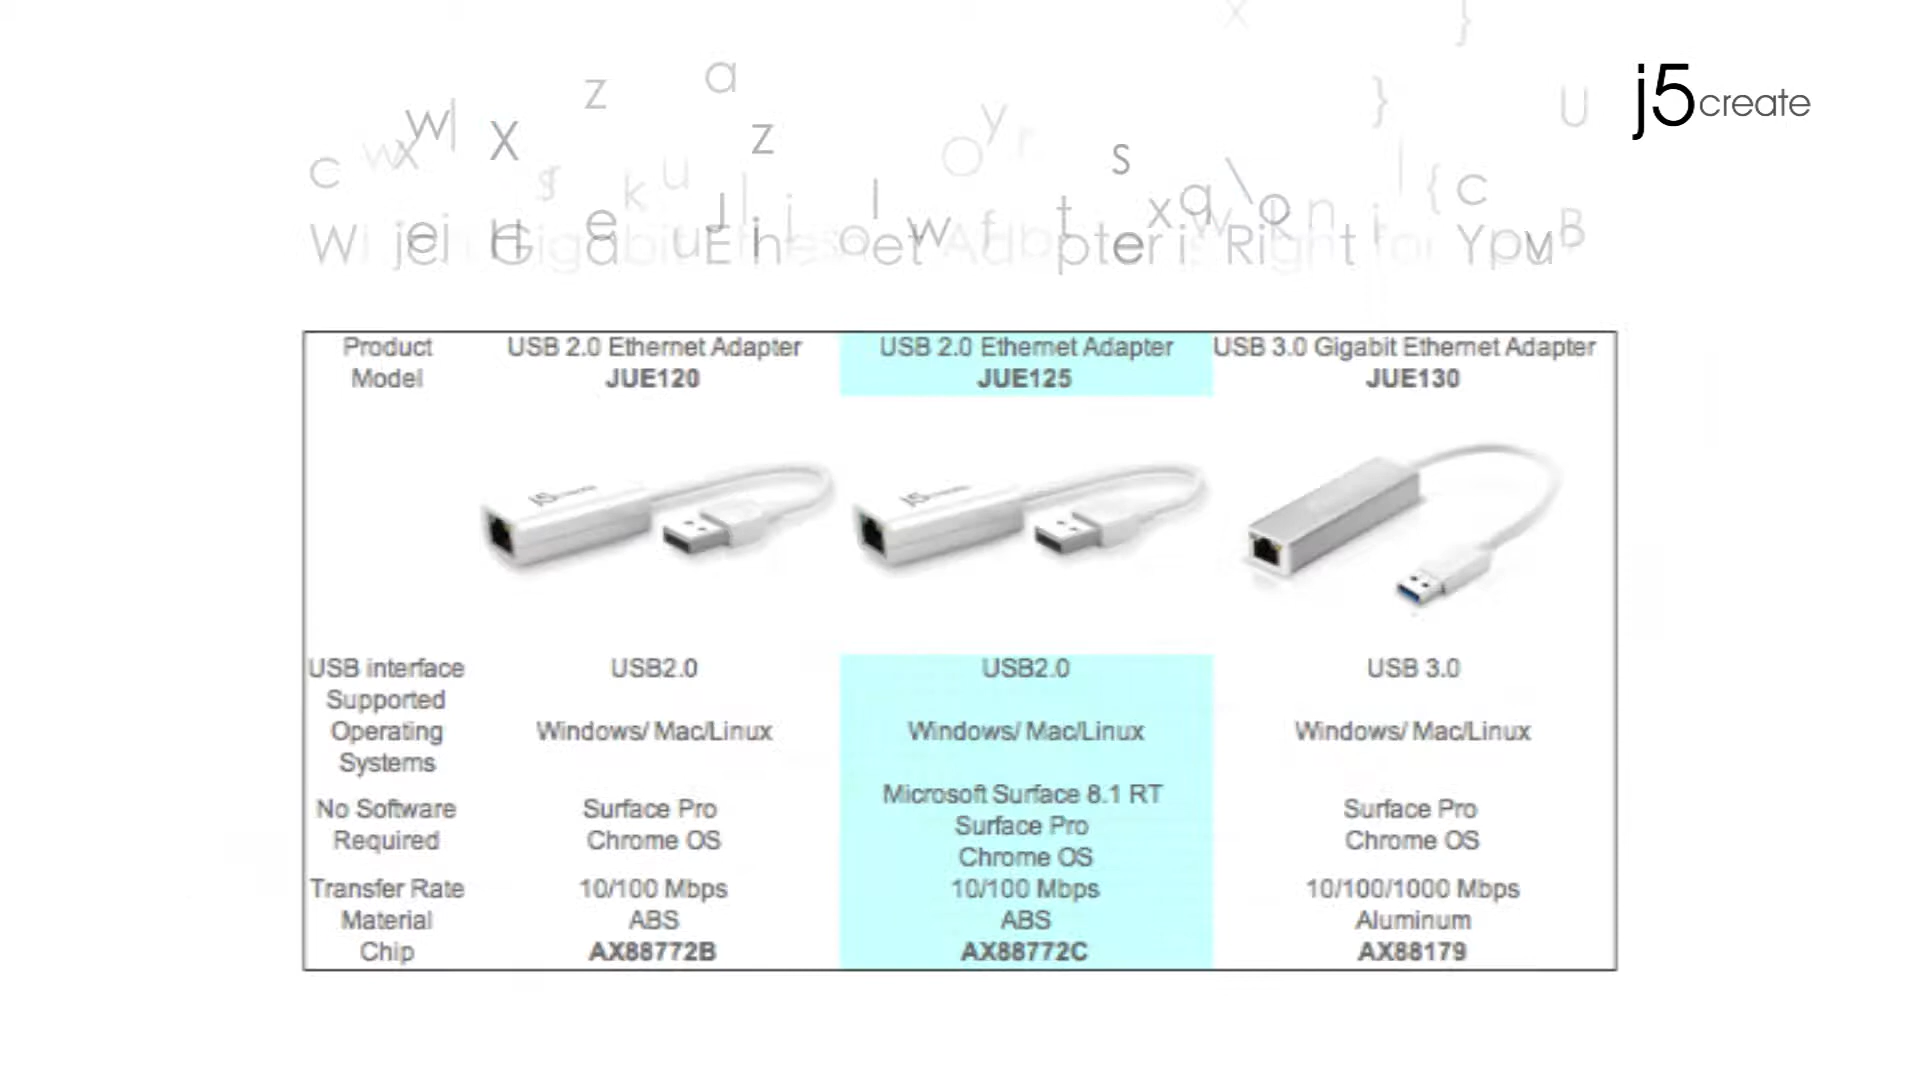 j5create
Product Model
USB 2.0 Ethernet Adapter JUE120
USB 2.0 Ethernet Adapter JUE125
USB 3.0 Gigabit Ethernet Adapter JUE130
USB interface USB2.0 USB2.0 USB 3.0
Supported Operating Systems Windows/ Mac/Linux Windows/ Mac/Linux Windows/ Mac/Linux
No Software Required
Surface Pro Chrome OS
Microsoft Surface 8.1 RT Surface Pro Chrome OS
Surface Pro Chrome OS
Transfer Rate 10/100 Mbps 10/100 Mbps 10/100/1000 Mbps
Material ABS ABS Aluminum
Chip AX88772B AX88772C AX88179